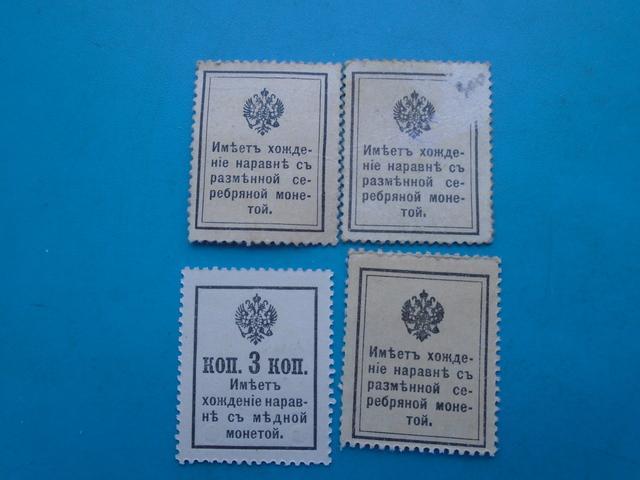 Имѣетъ хожде-
ніе наравнѣ съ
размѣнной се-
ребряной моне-
той.
Имѣетъ хожде-
ніе наравнѣ съ
размѣнной се-
ребряной моне-
той.
КОП. 3 КОП.
Имѣетъ
хожденіе нарав-
нѣ съ мѣдной
монетой.
Имѣетъ хожде-
ніе наравнѣ съ
размѣнной се-
ребряной моне-
той.